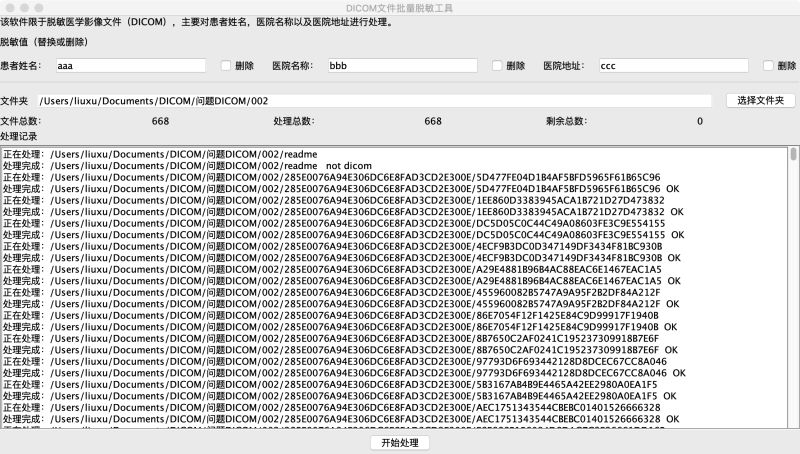 DICOM文件批量脱敏工具
该软件限于脱敏医学影像文件（DICOM），主要对患者姓名，医院名称以及医院地址进行处理。
脱敏值（替换或删除）
患者姓名： aaa 删除 医院名称： bbb 删除 医院地址： ccc 删除
文件夹 /Users/liuxu/Documents/DICOM/问题DICOM/002 选择文件夹
文件总数： 668 处理总数： 668 剩余总数： 0
处理记录
正在处理：/Users/liuxu/Documents/DICOM/问题DICOM/002/readme
处理完成：/Users/liuxu/Documents/DICOM/问题DICOM/002/readme not dicom
正在处理：/Users/liuxu/Documents/DICOM/问题DICOM/002/285E0076A94E306DC6E8FAD3CD2E300E/5D477FE04D1B4AF5BFD5965F61B65C96
处理完成：/Users/liuxu/Documents/DICOM/问题DICOM/002/285E0076A94E306DC6E8FAD3CD2E300E/5D477FE04D1B4AF5BFD5965F61B65C96 OK
正在处理：/Users/liuxu/Documents/DICOM/问题DICOM/002/285E0076A94E306DC6E8FAD3CD2E300E/1EE860D3383945ACA1B721D27D473832
处理完成：/Users/liuxu/Documents/DICOM/问题DICOM/002/285E0076A94E306DC6E8FAD3CD2E300E/1EE860D3383945ACA1B721D27D473832 OK
正在处理：/Users/liuxu/Documents/DICOM/问题DICOM/002/285E0076A94E306DC6E8FAD3CD2E300E/DC5D05C0C44C49A08603FE3C9E554155
处理完成：/Users/liuxu/Documents/DICOM/问题DICOM/002/285E0076A94E306DC6E8FAD3CD2E300E/DC5D05C0C44C49A08603FE3C9E554155 OK
正在处理：/Users/liuxu/Documents/DICOM/问题DICOM/002/285E0076A94E306DC6E8FAD3CD2E300E/4ECF9B3DC0D347149DF3434F81BC930B
处理完成：/Users/liuxu/Documents/DICOM/问题DICOM/002/285E0076A94E306DC6E8FAD3CD2E300E/4ECF9B3DC0D347149DF3434F81BC930B OK
正在处理：/Users/liuxu/Documents/DICOM/问题DICOM/002/285E0076A94E306DC6E8FAD3CD2E300E/A29E4881B96B4AC88EAC6E1467EAC1A5
处理完成：/Users/liuxu/Documents/DICOM/问题DICOM/002/285E0076A94E306DC6E8FAD3CD2E300E/A29E4881B96B4AC88EAC6E1467EAC1A5 OK
正在处理：/Users/liuxu/Documents/DICOM/问题DICOM/002/285E0076A94E306DC6E8FAD3CD2E300E/455960082B5747A9A95F2B2DF84A212F
处理完成：/Users/liuxu/Documents/DICOM/问题DICOM/002/285E0076A94E306DC6E8FAD3CD2E300E/455960082B5747A9A95F2B2DF84A212F OK
正在处理：/Users/liuxu/Documents/DICOM/问题DICOM/002/285E0076A94E306DC6E8FAD3CD2E300E/86E7054F12F1425E84C9D99917F1940B
处理完成：/Users/liuxu/Documents/DICOM/问题DICOM/002/285E0076A94E306DC6E8FAD3CD2E300E/86E7054F12F1425E84C9D99917F1940B OK
正在处理：/Users/liuxu/Documents/DICOM/问题DICOM/002/285E0076A94E306DC6E8FAD3CD2E300E/8B7650C2AF0241C195237309918B7E6F
处理完成：/Users/liuxu/Documents/DICOM/问题DICOM/002/285E0076A94E306DC6E8FAD3CD2E300E/8B7650C2AF0241C195237309918B7E6F OK
正在处理：/Users/liuxu/Documents/DICOM/问题DICOM/002/285E0076A94E306DC6E8FAD3CD2E300E/97793D6F693442128D8DCEC67CC8A046
处理完成：/Users/liuxu/Documents/DICOM/问题DICOM/002/285E0076A94E306DC6E8FAD3CD2E300E/97793D6F693442128D8DCEC67CC8A046 OK
正在处理：/Users/liuxu/Documents/DICOM/问题DICOM/002/285E0076A94E306DC6E8FAD3CD2E300E/5B3167AB4B9E4465A42EE2980A0EA1F5
处理完成：/Users/liuxu/Documents/DICOM/问题DICOM/002/285E0076A94E306DC6E8FAD3CD2E300E/5B3167AB4B9E4465A42EE2980A0EA1F5 OK
正在处理：/Users/liuxu/Documents/DICOM/问题DICOM/002/285E0076A94E306DC6E8FAD3CD2E300E/AEC1751343544CBEBC01401526666328
处理完成：/Users/liuxu/Documents/DICOM/问题DICOM/002/285E0076A94E306DC6E8FAD3CD2E300E/AEC1751343544CBEBC01401526666328 OK
开始处理